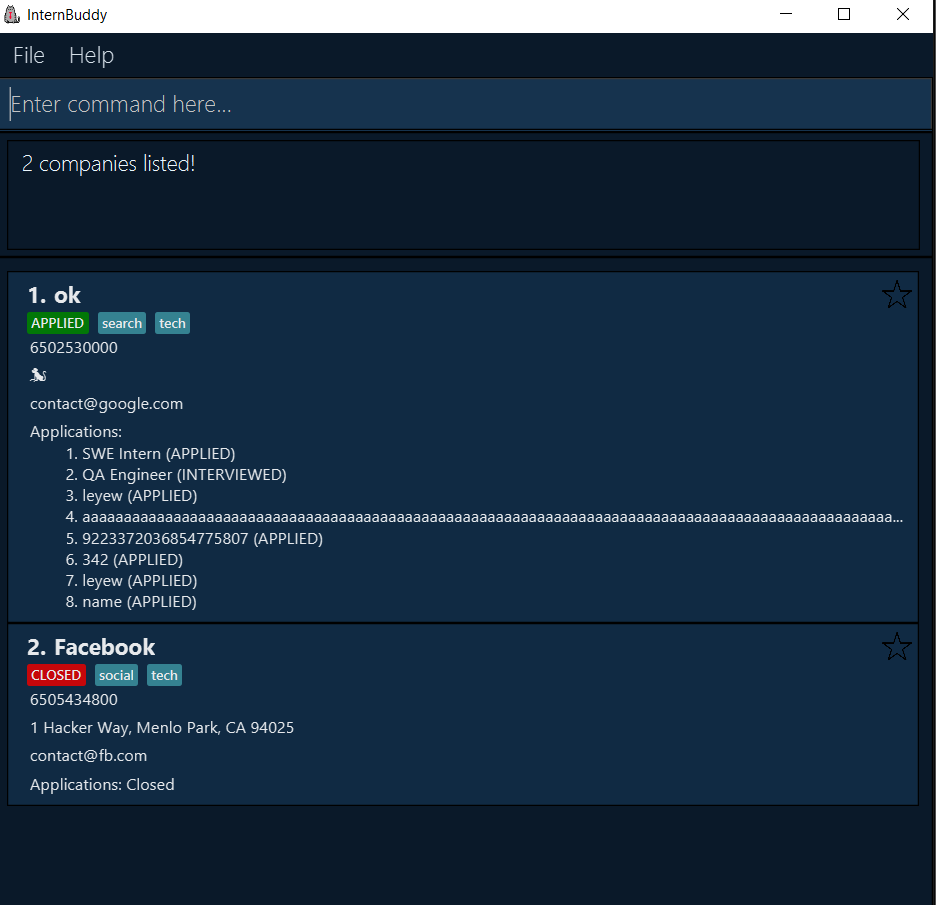 InternBuddy
File Help
Enter command here...
2 companies listed!
1. ok
APPLIED search tech
6502530000
🐒
contact@google.com
Applications:
1. SWE Intern (APPLIED)
2. QA Engineer (INTERVIEWED)
3. leyew (APPLIED)
4. aaaaaaaaaaaaaaaaaaaaaaaaaaaaaaaaaaaaaaaaaaaaaaaaaaaaaaaaaaaaaaaaaaaaaaaaaaaaaaaaaaaaaaaaaaaaaaaaaaa...
5. 9223372036854775807 (APPLIED)
6. 342 (APPLIED)
7. leyew (APPLIED)
8. name (APPLIED)
2. Facebook
CLOSED social tech
6505434800
1 Hacker Way, Menlo Park, CA 94025
contact@fb.com
Applications: Closed